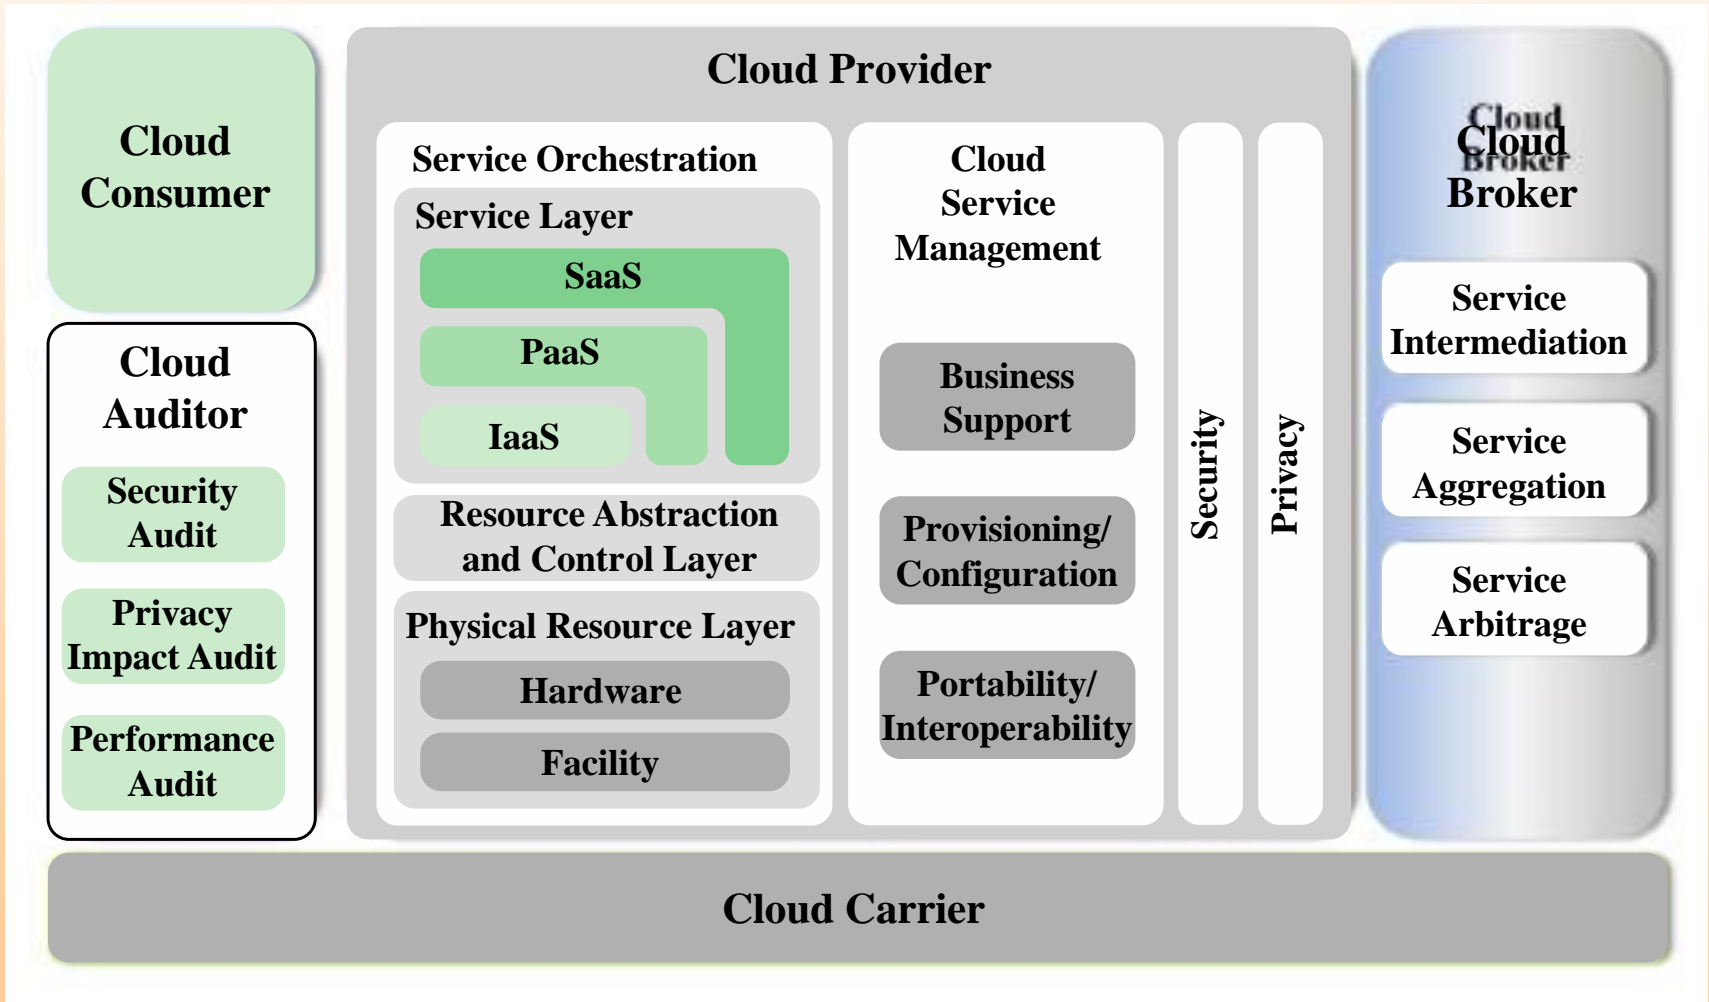 Cloud
Consumer
Cloud
Auditor
Security
Audit
Privacy
Impact Audit
Performance
Audit
Cloud Provider
Service Orchestration
Service Layer
SaaS
PaaS
IaaS
Resource Abstraction
and Control Layer
Physical Resource Layer
Hardware
Facility
Cloud
Service
Management
Business
Support
Provisioning/
Configuration
Portability/
Interoperability
Security
Privacy
Cloud
Broker
Cloud
Broker
Service
Intermediation
Service
Aggregation
Service
Arbitrage
Cloud Carrier